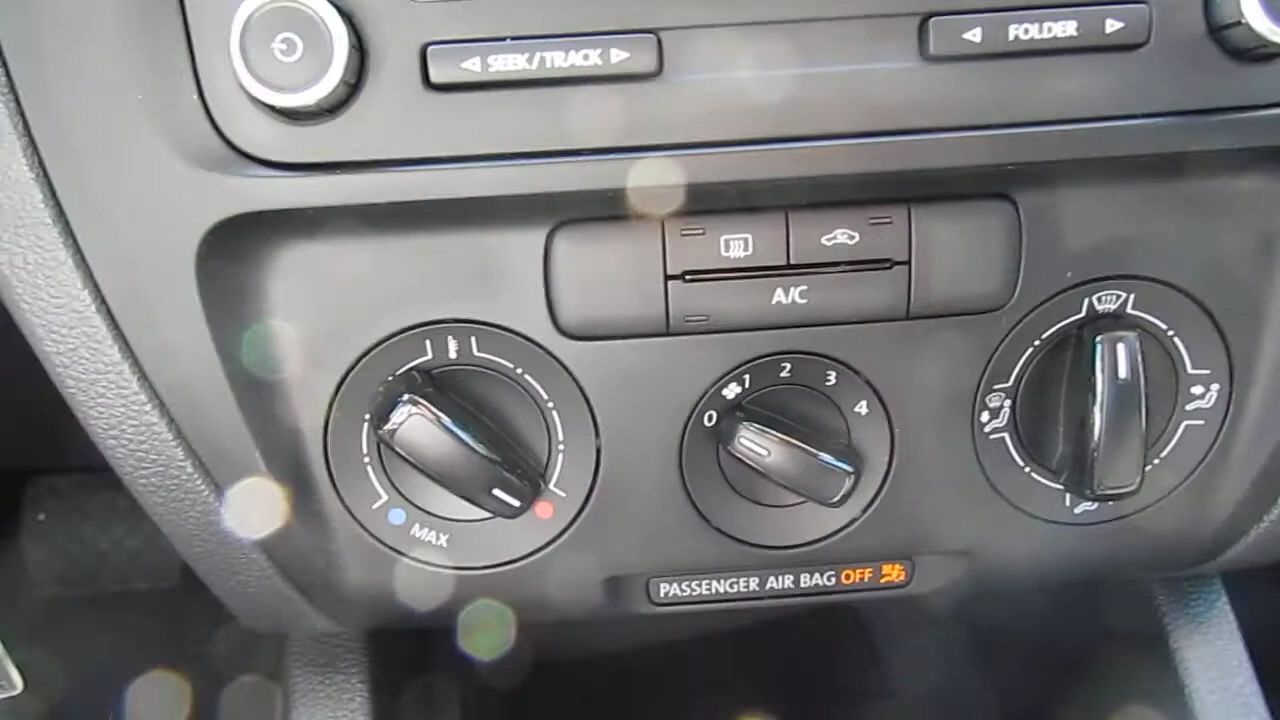 SEEK/TRACK
FOLDER
A/C
0 1 2 3 4
MAX
PASSENGER AIR BAG OFF